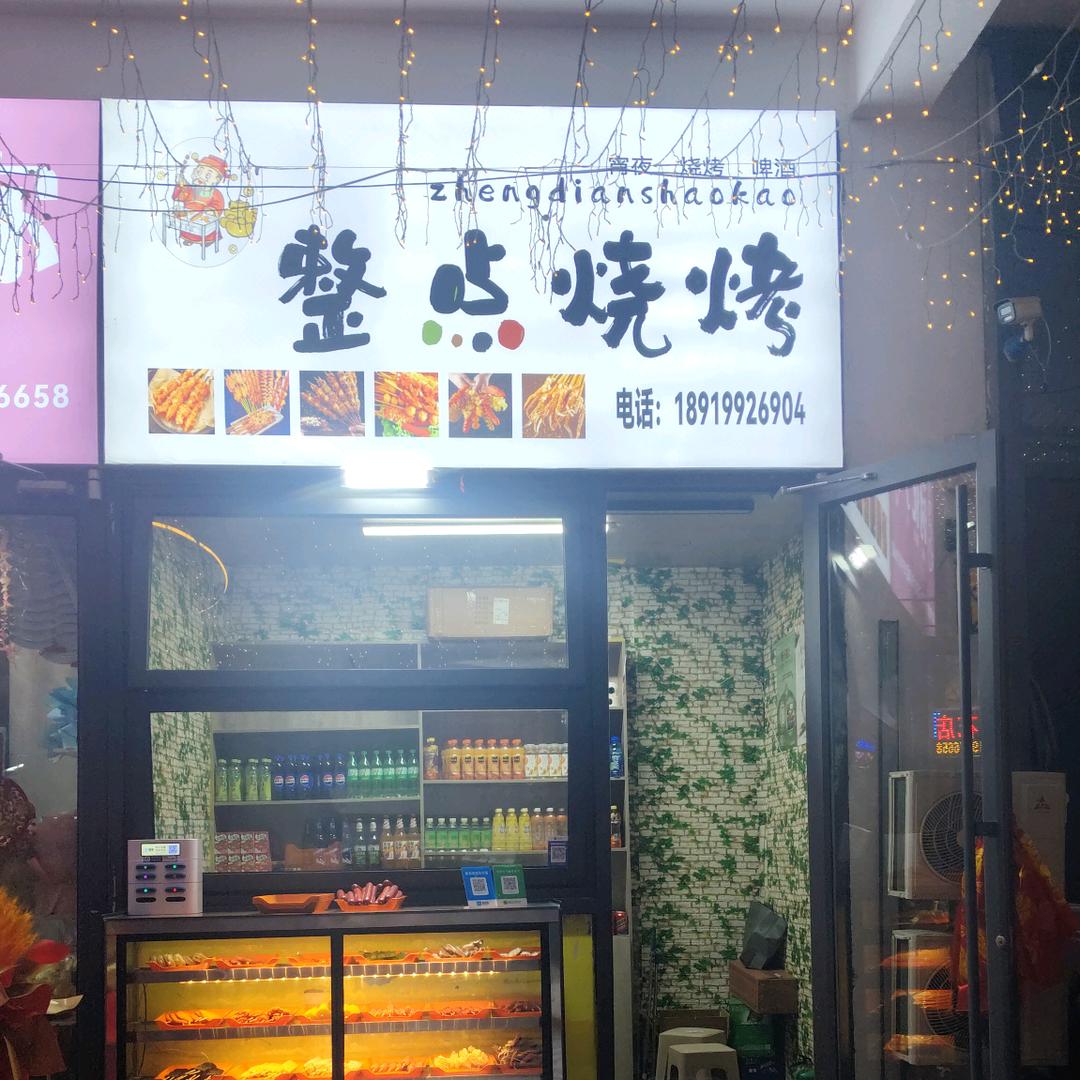 宵夜 烧烤 啤酒
zhengdianshaokao
整点烧烤
电话：18919926904
6658